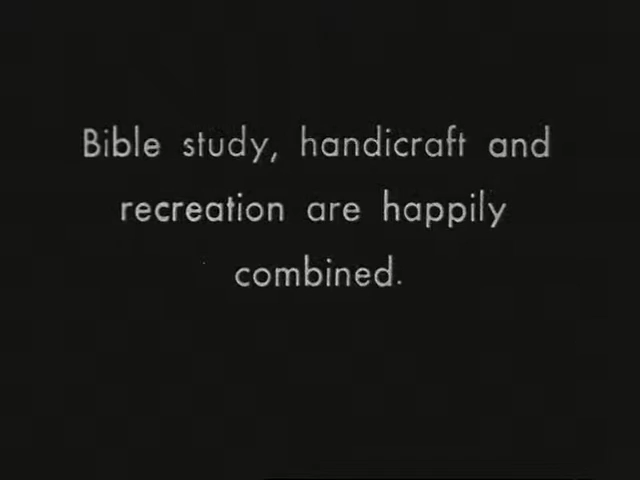 Bible study, handicraft and
recreation are happily
combined.